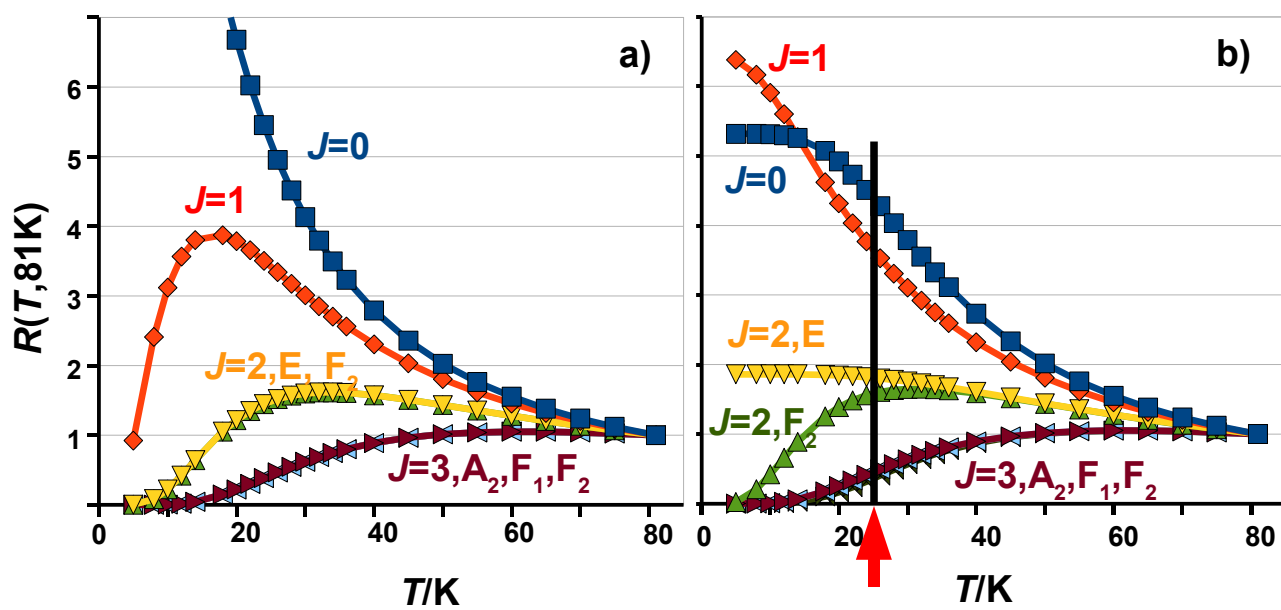 R(T,81K)
6
5
4
3
2
1
0
a)
J=0
J=1
J=2,E, F₂
J=3,A₂,F₁,F₂
0
20
40
60
80
T/K
b)
J=1
J=0
J=2,E
J=2,F₂
J=3,A₂,F₁,F₂
0
20
40
60
80
T/K